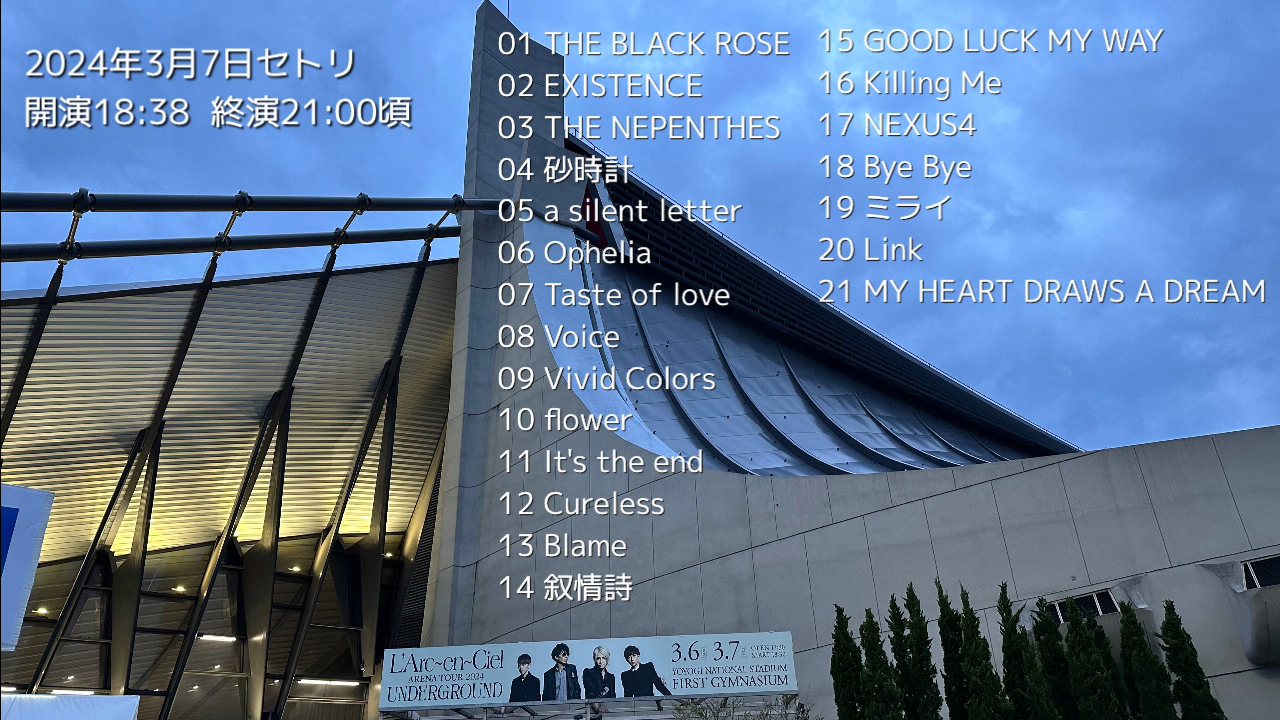 2024年3月7日セトリ
開演18:38 終演21:00頃
01 THE BLACK ROSE
02 EXISTENCE
03 THE NEPENTHES
04 砂時計
05 a silent letter
06 Ophelia
07 Taste of love
08 Voice
09 Vivid Colors
10 flower
11 It's the end
12 Cureless
13 Blame
14 叙情詩
15 GOOD LUCK MY WAY
16 Killing Me
17 NEXUS4
18 Bye Bye
19 ミライ
20 Link
21 MY HEART DRAWS A DREAM
L'Arc~en~Ciel
ARENA TOUR 2024
UNDERGROUND
3.6 3.7
YOYOGI NATIONAL STADIUM
FIRST GYMNASIUM